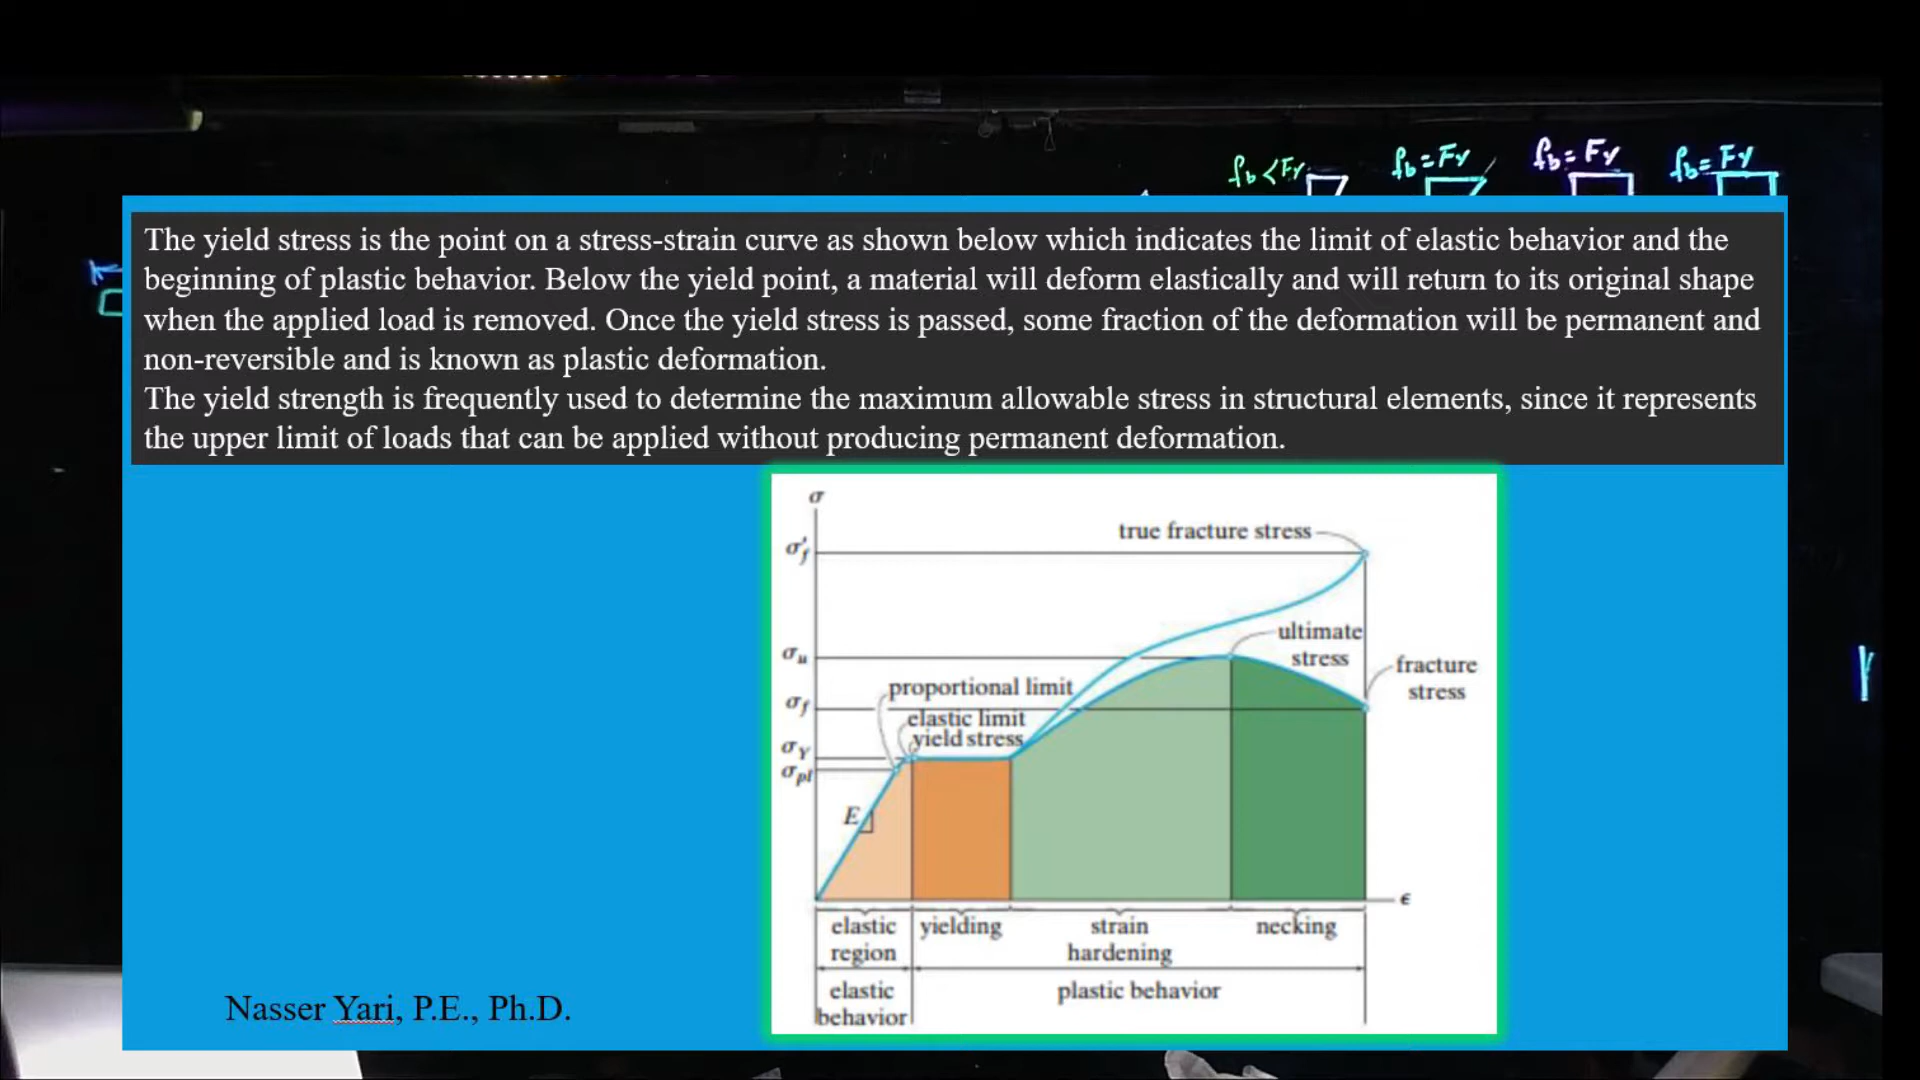 fb < Fy
fb = Fy
fb = Fy
fb = Fy
The yield stress is the point on a stress-strain curve as shown below which indicates the limit of elastic behavior and the
beginning of plastic behavior. Below the yield point, a material will deform elastically and will return to its original shape
when the applied load is removed. Once the yield stress is passed, some fraction of the deformation will be permanent and
non-reversible and is known as plastic deformation.
The yield strength is frequently used to determine the maximum allowable stress in structural elements, since it represents
the upper limit of loads that can be applied without producing permanent deformation.
σ
true fracture stress
σ′f
ultimate
stress
σu
fracture
stress
proportional limit
σf
elastic limit
yield stress
σY
σpl
E
ϵ
elastic
region
yielding
strain
hardening
necking
elastic
behavior
plastic behavior
Nasser Yari, P.E., Ph.D.